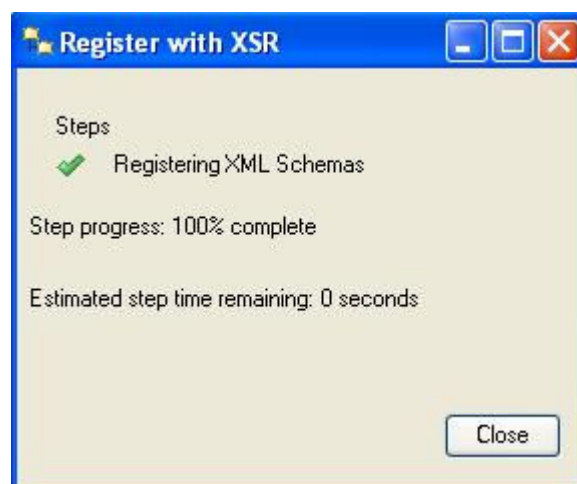 Register with XSR
Steps
Registering XML Schemas
Step progress: 100% complete
Estimated step time remaining: 0 seconds
Close